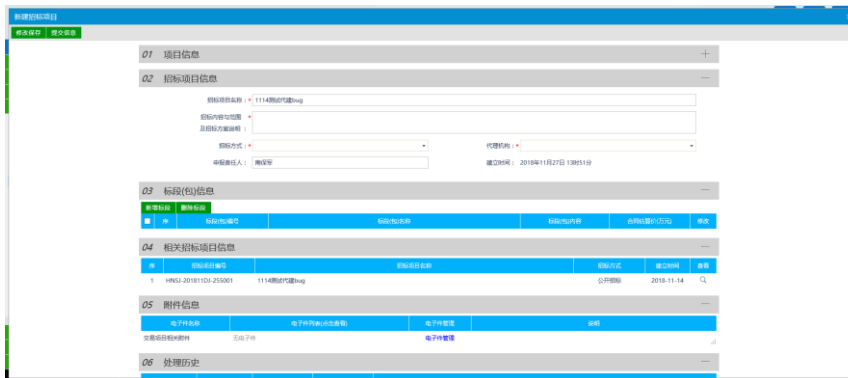 新建招标项目
修改保存 提交信息
01 项目信息
02 招标项目信息
招标项目名称：* 1114测试代建bug
招标内容与范围 *
及招标方案说明：
招标方式：* 代理机构：*
申报责任人： 南保军 建立时间： 2018年11月27日 13时51分
03 标段(包)信息
新增标段 删除标段
序 标段(包)编号 标段(包)名称 标段(包)内容 合同估算价(万元) 修改
04 相关招标项目信息
序 招标项目编号 招标项目名称 招标方式 建立时间 查看
1 HNSJ-201811DJ-255001 1114测试代建bug 公开招标 2018-11-14
05 附件信息
电子件名称 电子件列表(点击查看) 电子件管理 说明
交易项目相关附件 无电子件 电子件管理
06 处理历史